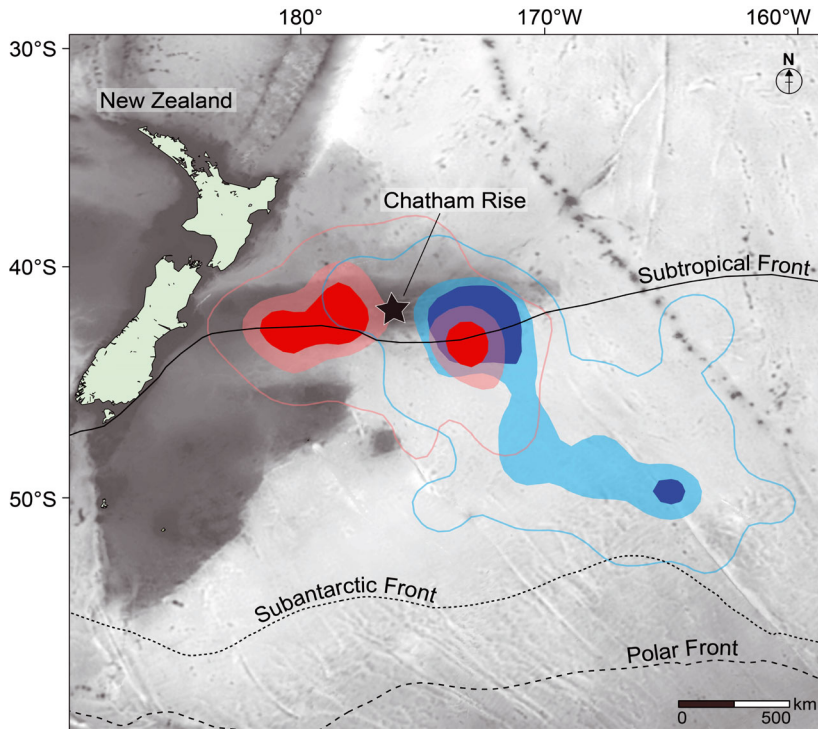 180°
170°W
160°W
30°S
N
New Zealand
Chatham Rise
40°S
Subtropical Front
50°S
Subantarctic Front
Polar Front
km
0
500